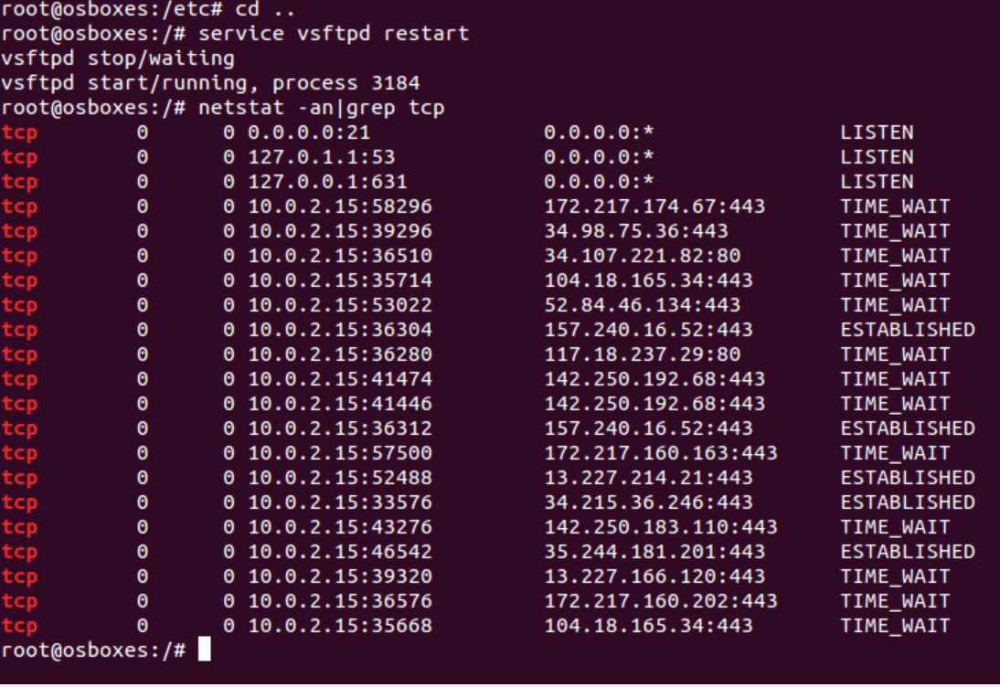 root@osboxes:/etc# cd ..
root@osboxes:/# service vsftpd restart
vsftpd stop/waiting
vsftpd start/running, process 3184
root@osboxes:/# netstat -an|grep tcp
tcp        0      0 0.0.0.0:21              0.0.0.0:*               LISTEN
tcp        0      0 127.0.1.1:53            0.0.0.0:*               LISTEN
tcp        0      0 127.0.0.1:631           0.0.0.0:*               LISTEN
tcp        0      0 10.0.2.15:58296         172.217.174.67:443      TIME_WAIT
tcp        0      0 10.0.2.15:39296         34.98.75.36:443         TIME_WAIT
tcp        0      0 10.0.2.15:36510         34.107.221.82:80        TIME_WAIT
tcp        0      0 10.0.2.15:35714         104.18.165.34:443       TIME_WAIT
tcp        0      0 10.0.2.15:53022         52.84.46.134:443        TIME_WAIT
tcp        0      0 10.0.2.15:36304         157.240.16.52:443       ESTABLISHED
tcp        0      0 10.0.2.15:36280         117.18.237.29:80        TIME_WAIT
tcp        0      0 10.0.2.15:41474         142.250.192.68:443      TIME_WAIT
tcp        0      0 10.0.2.15:41446         142.250.192.68:443      TIME_WAIT
tcp        0      0 10.0.2.15:36312         157.240.16.52:443       ESTABLISHED
tcp        0      0 10.0.2.15:57500         172.217.160.163:443     TIME_WAIT
tcp        0      0 10.0.2.15:52488         13.227.214.21:443       ESTABLISHED
tcp        0      0 10.0.2.15:33576         34.215.36.246:443       ESTABLISHED
tcp        0      0 10.0.2.15:43276         142.250.183.110:443     TIME_WAIT
tcp        0      0 10.0.2.15:46542         35.244.181.201:443      ESTABLISHED
tcp        0      0 10.0.2.15:39320         13.227.166.120:443      TIME_WAIT
tcp        0      0 10.0.2.15:36576         172.217.160.202:443     TIME_WAIT
tcp        0      0 10.0.2.15:35668         104.18.165.34:443       TIME_WAIT
root@osboxes:/#